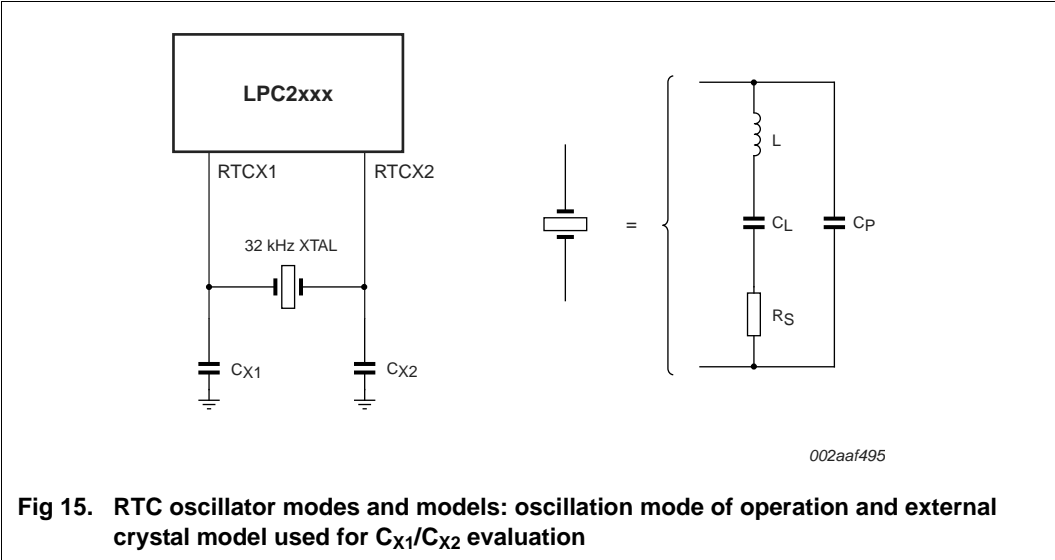 LPC2xxx
RTCX1
RTCX2
32 kHz XTAL
CX1
CX2
=
L
CL
CP
RS
002aaf495
Fig 15. RTC oscillator modes and models: oscillation mode of operation and external
crystal model used for CX1/CX2 evaluation